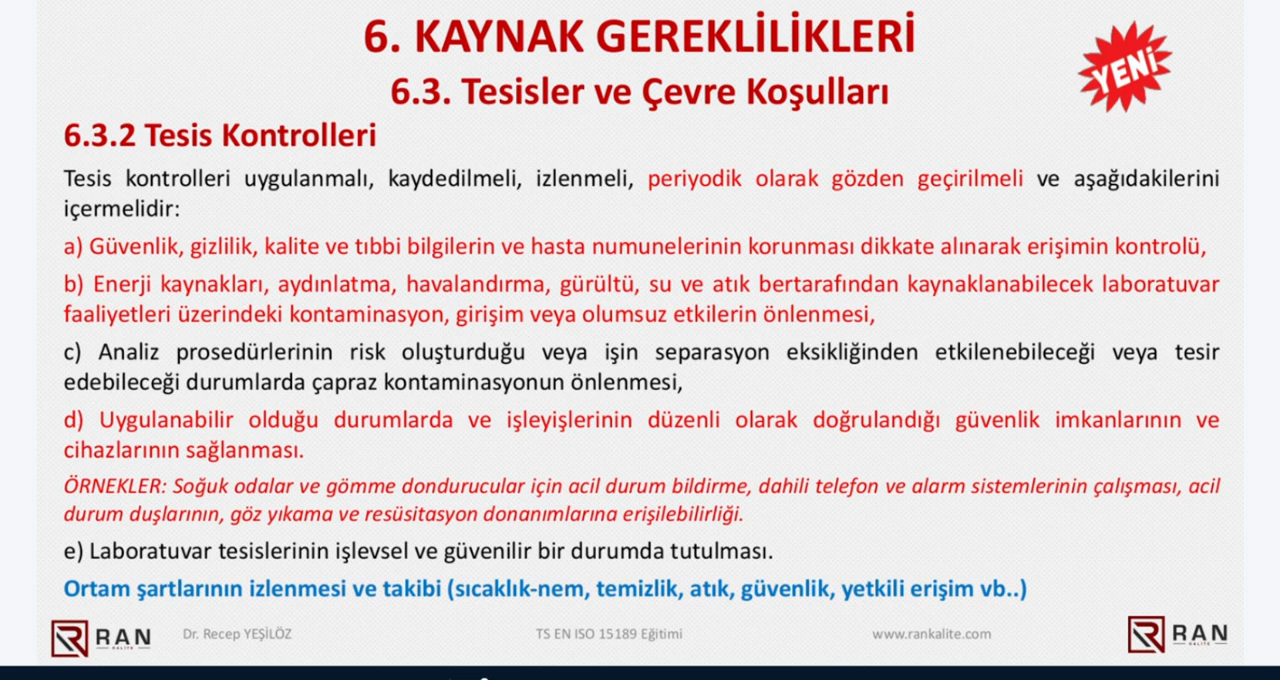 6. KAYNAK GEREKLİLİKLERİ
6.3. Tesisler ve Çevre Koşulları
YENİ
6.3.2 Tesis Kontrolleri
Tesis kontrolleri uygulanmalı, kaydedilmeli, izlenmeli, periyodik olarak gözden geçirilmeli ve aşağıdakilerini
içermelidir:
a) Güvenlik, gizlilik, kalite ve tıbbi bilgilerin ve hasta numunelerinin korunması dikkate alınarak erişimin kontrolü,
b) Enerji kaynakları, aydınlatma, havalandırma, gürültü, su ve atık bertarafından kaynaklanabilecek laboratuvar
faaliyetleri üzerindeki kontaminasyon, girişim veya olumsuz etkilerin önlenmesi,
c) Analiz prosedürlerinin risk oluşturduğu veya işin separasyon eksikliğinden etkilenebileceği veya tesir
edebileceği durumlarda çapraz kontaminasyonun önlenmesi,
d) Uygulanabilir olduğu durumlarda ve işleyişlerinin düzenli olarak doğrulandığı güvenlik imkanlarının ve
cihazlarının sağlanması.
ÖRNEKLER: Soğuk odalar ve gömme dondurucular için acil durum bildirme, dahili telefon ve alarm sistemlerinin çalışması, acil
durum duşlarının, göz yıkama ve resüsitasyon donanımlarına erişilebilirliği.
e) Laboratuvar tesislerinin işlevsel ve güvenilir bir durumda tutulması.
Ortam şartlarının izlenmesi ve takibi (sıcaklık-nem, temizlik, atık, güvenlik, yetkili erişim vb..)
RAN
KALİTE
Dr. Recep YEŞİLÖZ
TS EN ISO 15189 Eğitimi
www.rankalite.com
RAN
KALİTE